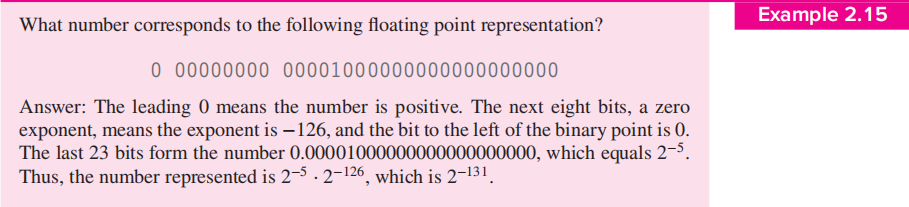 Example 2.15
What number corresponds to the following floating point representation?
0 00000000 00001000000000000000000
Answer: The leading 0 means the number is positive. The next eight bits, a zero
exponent, means the exponent is −126, and the bit to the left of the binary point is 0.
The last 23 bits form the number 0.00001000000000000000000, which equals 2⁻⁵.
Thus, the number represented is 2⁻⁵ · 2⁻¹²⁶, which is 2⁻¹³¹.